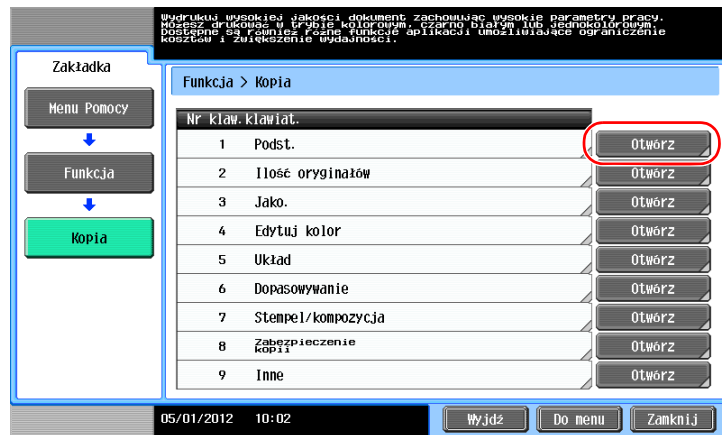 Wydrukuj wysokiej jakości dokument zachowując wysokie parametry pracy.
Możesz drukować w trybie kolorowym, czarno białym lub jednokolorowym.
Dostępne są również różne funkcje aplikacji umożliwiające ograniczenie
kosztów i zwiększenie wydajności.
Zakładka
Funkcja > Kopia
Menu Pomocy
Funkcja
Kopia
Nr klaw. klawiat.
1 Podst. Otwórz
2 Ilość oryginałów Otwórz
3 Jako. Otwórz
4 Edytuj kolor Otwórz
5 Układ Otwórz
6 Dopasowywanie Otwórz
7 Stempel/kompozycja Otwórz
8 Zabezpieczenie kopii Otwórz
9 Inne Otwórz
05/01/2012 10:02 Wyjdź Do menu Zamknij